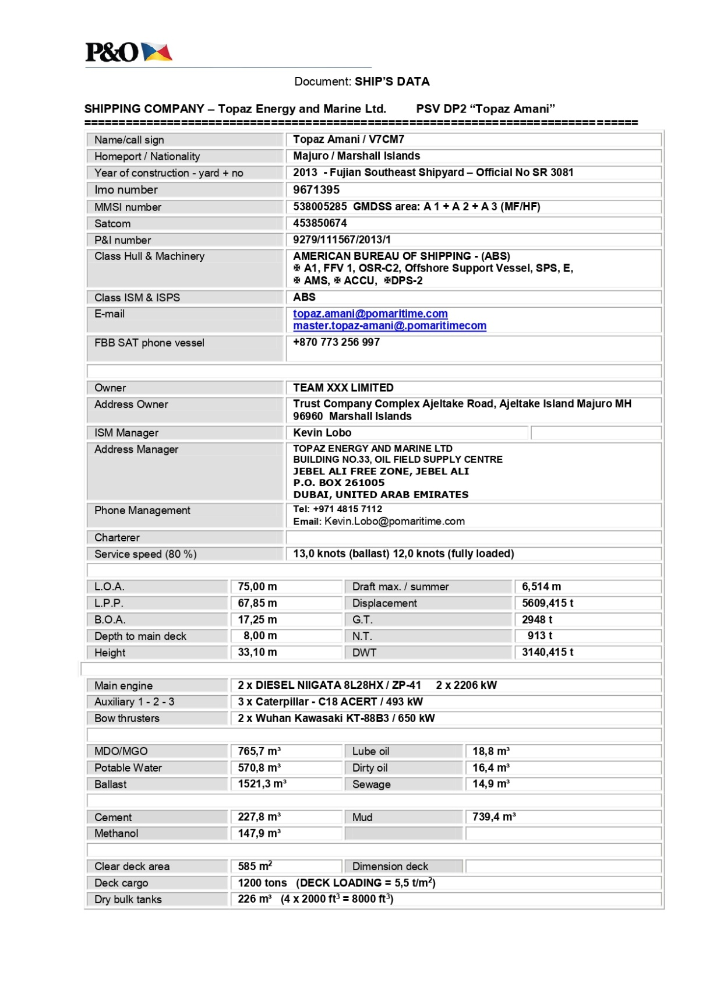 P&O
Document: SHIP'S DATA
SHIPPING COMPANY – Topaz Energy and Marine Ltd. PSV DP2 “Topaz Amani”
================================================================================
Name/call sign Topaz Amani / V7CM7
Homeport / Nationality Majuro / Marshall Islands
Year of construction - yard + no 2013 - Fujian Southeast Shipyard – Official No SR 3081
Imo number 9671395
MMSI number 538005285 GMDSS area: A 1 + A 2 + A 3 (MF/HF)
Satcom 453850674
P&I number 9279/111567/2013/1
Class Hull & Machinery AMERICAN BUREAU OF SHIPPING - (ABS)
✠ A1, FFV 1, OSR-C2, Offshore Support Vessel, SPS, E,
✠ AMS, ✠ ACCU, ✠DPS-2
Class ISM & ISPS ABS
E-mail topaz.amani@pomaritime.com
master.topaz-amani@.pomaritimecom
FBB SAT phone vessel +870 773 256 997
Owner TEAM XXX LIMITED
Address Owner Trust Company Complex Ajeltake Road, Ajeltake Island Majuro MH
96960 Marshall Islands
ISM Manager Kevin Lobo
Address Manager TOPAZ ENERGY AND MARINE LTD
BUILDING NO.33, OIL FIELD SUPPLY CENTRE
JEBEL ALI FREE ZONE, JEBEL ALI
P.O. BOX 261005
DUBAI, UNITED ARAB EMIRATES
Phone Management Tel: +971 4815 7112
Email: Kevin.Lobo@pomaritime.com
Charterer
Service speed (80 %) 13,0 knots (ballast) 12,0 knots (fully loaded)
L.O.A. 75,00 m Draft max. / summer 6,514 m
L.P.P. 67,85 m Displacement 5609,415 t
B.O.A. 17,25 m G.T. 2948 t
Depth to main deck 8,00 m N.T. 913 t
Height 33,10 m DWT 3140,415 t
Main engine 2 x DIESEL NIIGATA 8L28HX / ZP-41 2 x 2206 kW
Auxiliary 1 - 2 - 3 3 x Caterpillar - C18 ACERT / 493 kW
Bow thrusters 2 x Wuhan Kawasaki KT-88B3 / 650 kW
MDO/MGO 765,7 m³ Lube oil 18,8 m³
Potable Water 570,8 m³ Dirty oil 16,4 m³
Ballast 1521,3 m³ Sewage 14,9 m³
Cement 227,8 m³ Mud 739,4 m³
Methanol 147,9 m³
Clear deck area 585 m² Dimension deck
Deck cargo 1200 tons (DECK LOADING = 5,5 t/m²)
Dry bulk tanks 226 m³ (4 x 2000 ft³ = 8000 ft³)